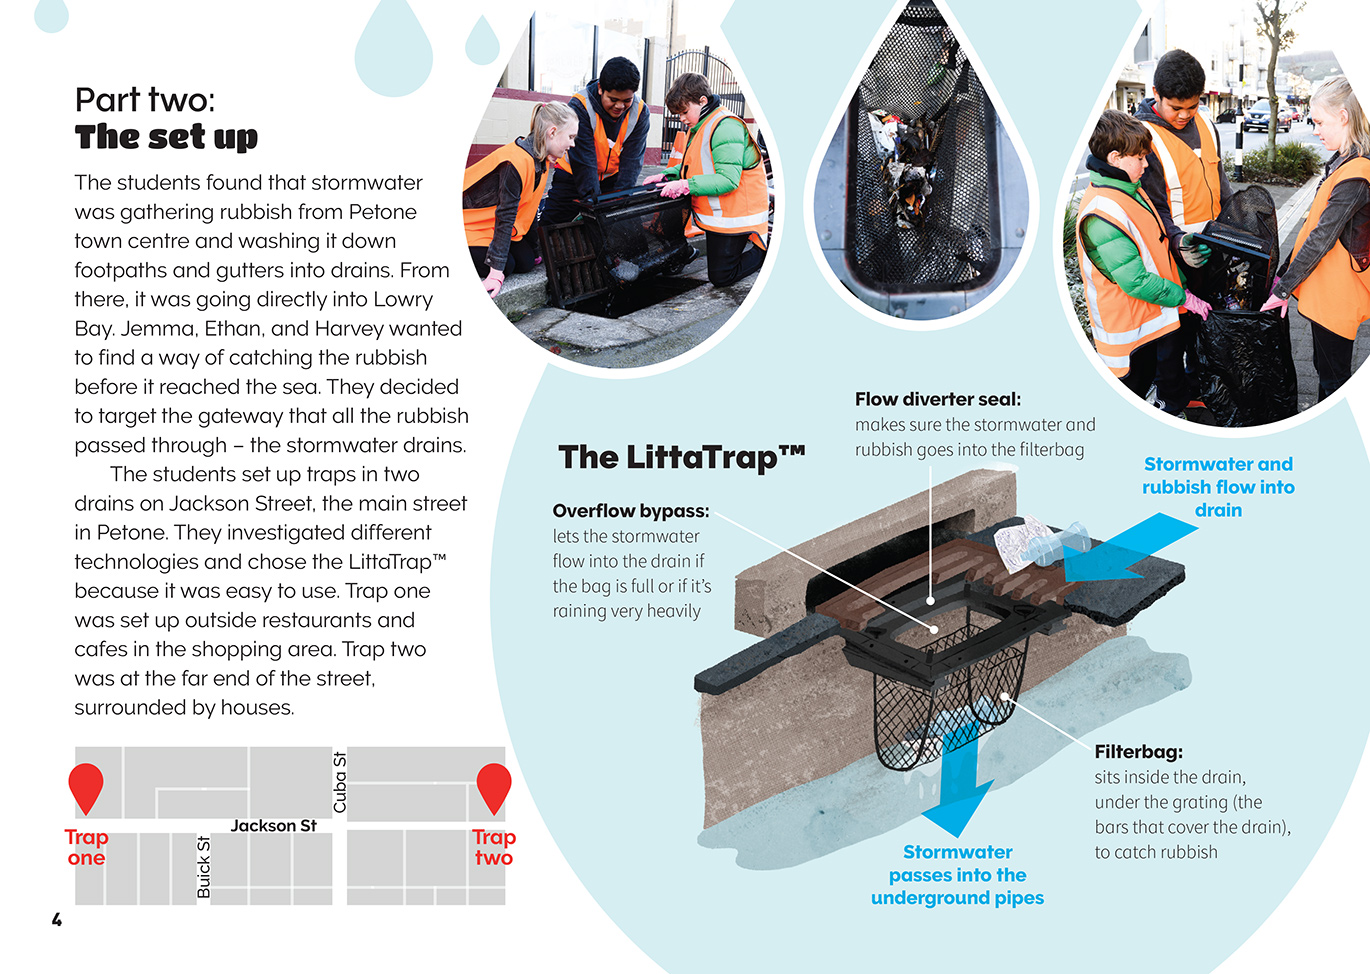 Part two:
The set up
The students found that stormwater
was gathering rubbish from Petone
town centre and washing it down
footpaths and gutters into drains. From
there, it was going directly into Lowry
Bay. Jemma, Ethan, and Harvey wanted
to find a way of catching the rubbish
before it reached the sea. They decided
to target the gateway that all the rubbish
passed through – the stormwater drains.
The students set up traps in two
drains on Jackson Street, the main street
in Petone. They investigated different
technologies and chose the LittaTrap™
because it was easy to use. Trap one
was set up outside restaurants and
cafes in the shopping area. Trap two
was at the far end of the street,
surrounded by houses.
Trap
one
Buick St
Jackson St
Cuba St
Trap
two
4
The LittaTrap™
Flow diverter seal:
makes sure the stormwater and
rubbish goes into the filterbag
Overflow bypass:
lets the stormwater
flow into the drain if
the bag is full or if it's
raining very heavily
Stormwater and
rubbish flow into
drain
Filterbag:
sits inside the drain,
under the grating (the
bars that cover the drain),
to catch rubbish
Stormwater
passes into the
underground pipes